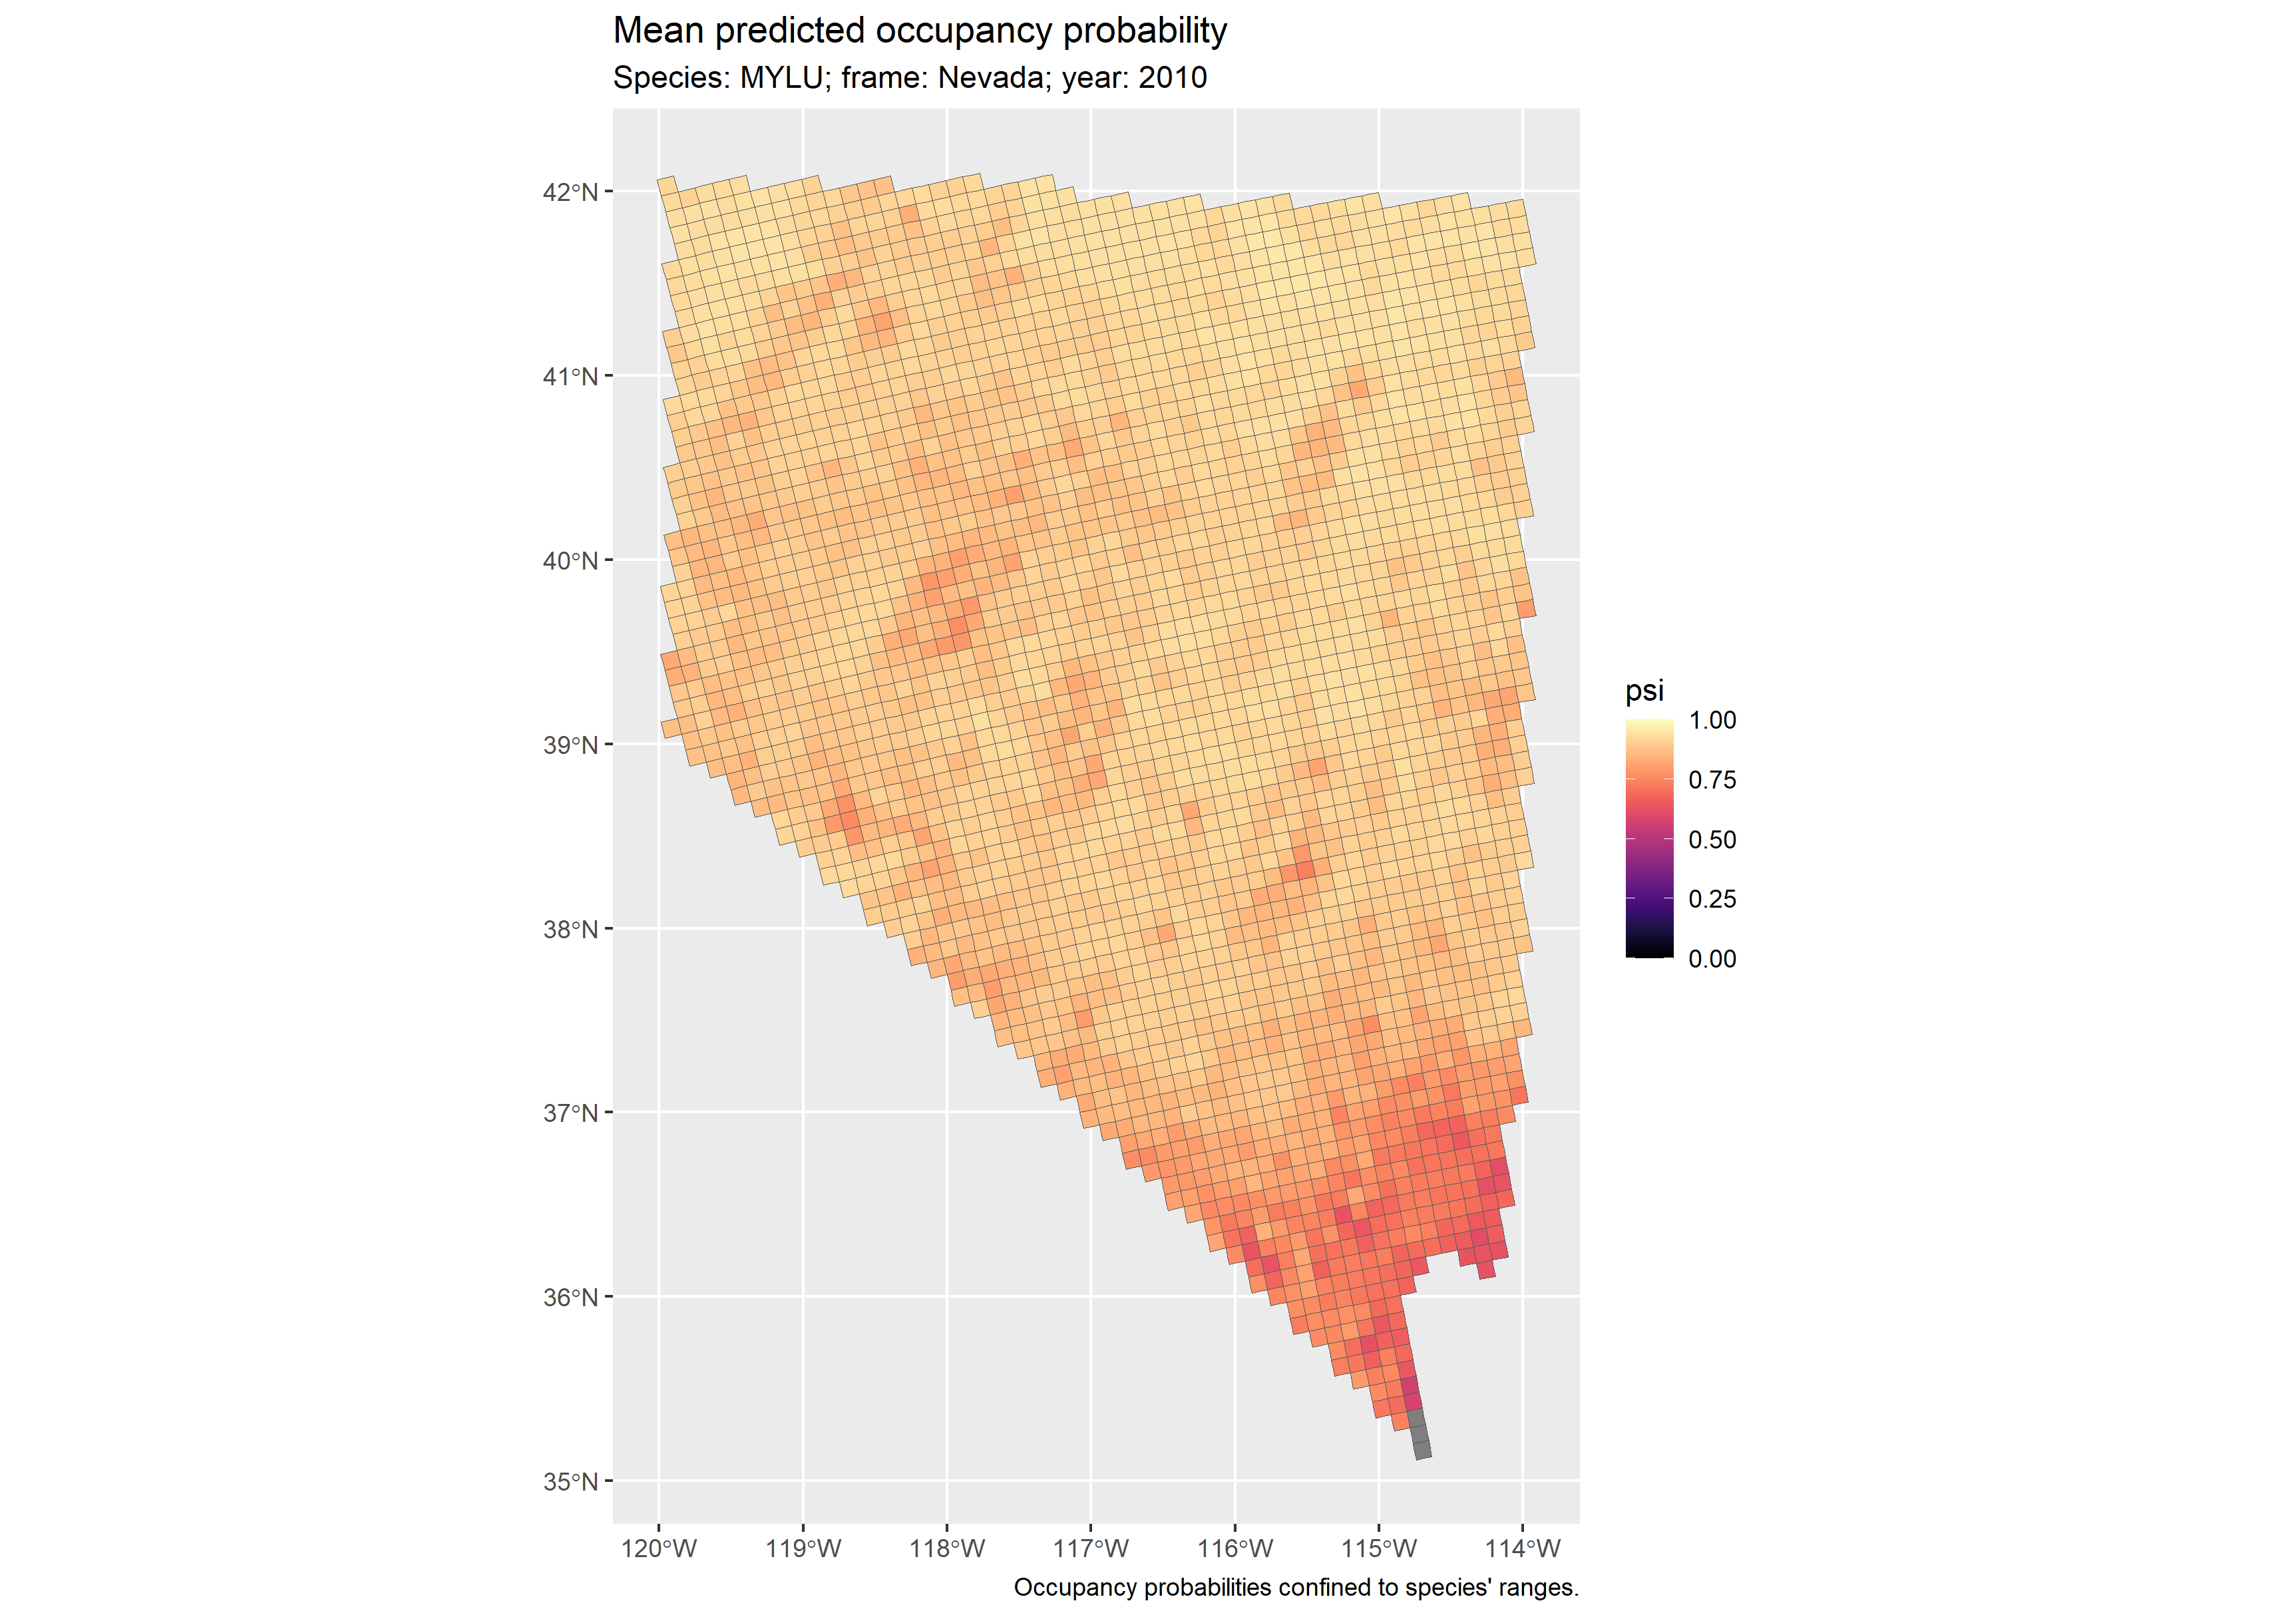 Mean predicted occupancy probability
Species: MYLU; frame: Nevada; year: 2010
42°N
41°N
40°N
39°N
38°N
37°N
36°N
35°N
120°W 119°W 118°W 117°W 116°W 115°W 114°W
psi
1.00
0.75
0.50
0.25
0.00
Occupancy probabilities confined to species' ranges.